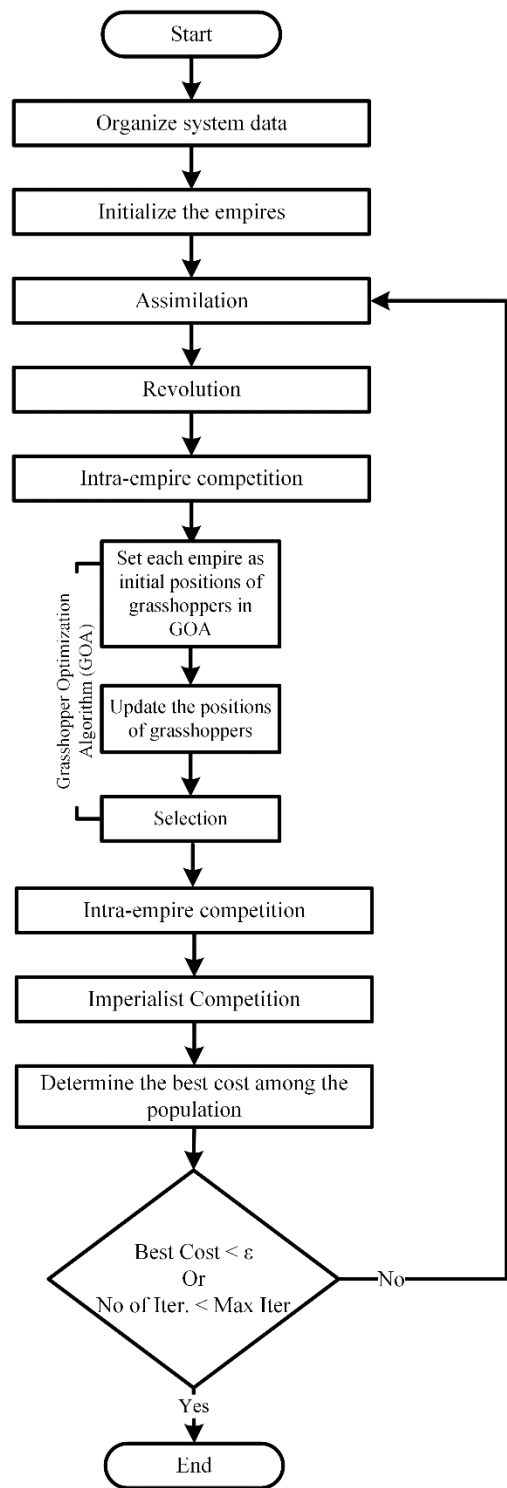 Start
Organize system data
Initialize the empires
Assimilation
Revolution
Intra-empire competition
Set each empire as
initial positions of
grasshoppers in
GOA
Grasshopper Optimization
Algorithm (GOA)
Update the positions
of grasshoppers
Selection
Intra-empire competition
Imperialist Competition
Determine the best cost among the
population
Best Cost < ε
Or
No of Iter. < Max Iter
No
Yes
End